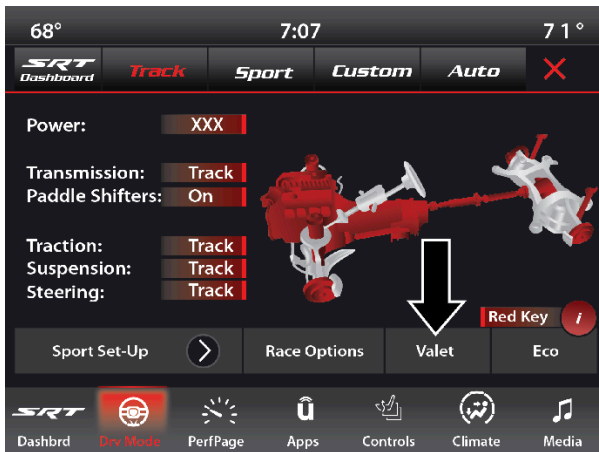 68° 7:07 71°
SRT Dashboard Track Sport Custom Auto X
Power: XXX
Transmission: Track
Paddle Shifters: On
Traction: Track
Suspension: Track
Steering: Track
Red Key i
Sport Set-Up > Race Options Valet Eco
SRT
Dashbrd Drv Mode PerfPage Apps Controls Climate Media